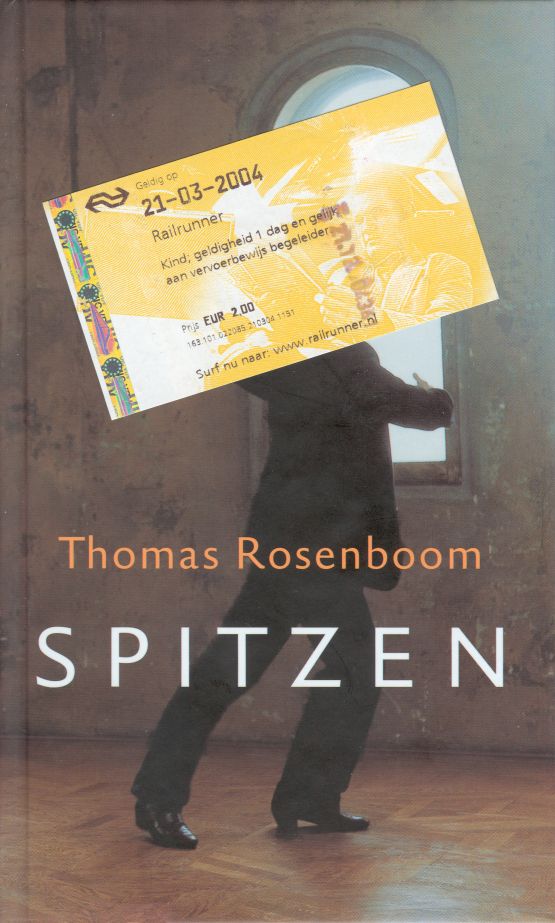 Geldig op
21-03-2004
Railrunner
Kind; geldigheid 1 dag en gelijk
aan vervoerbewijs begeleider
Prijs EUR 2.00
163.101 022085 210304 1151
Surf nu naar: www.railrunner.nl
Thomas Rosenboom
SPITZEN